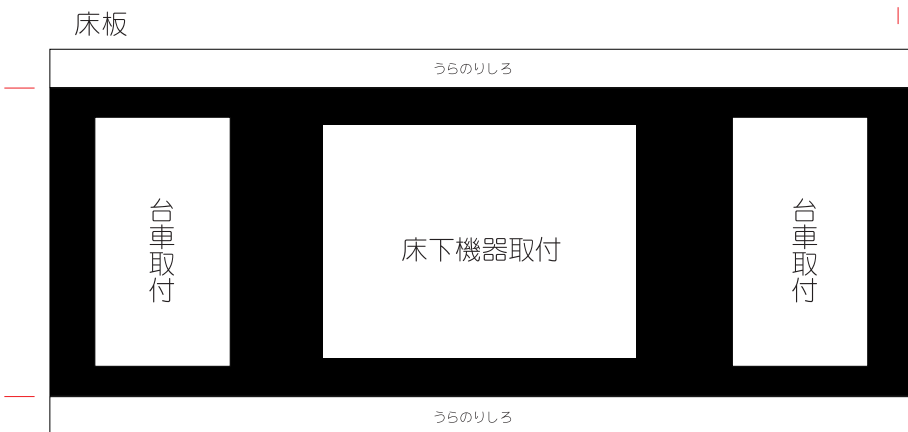 床板
うらのりしろ
台車取付
床下機器取付
台車取付
うらのりしろ